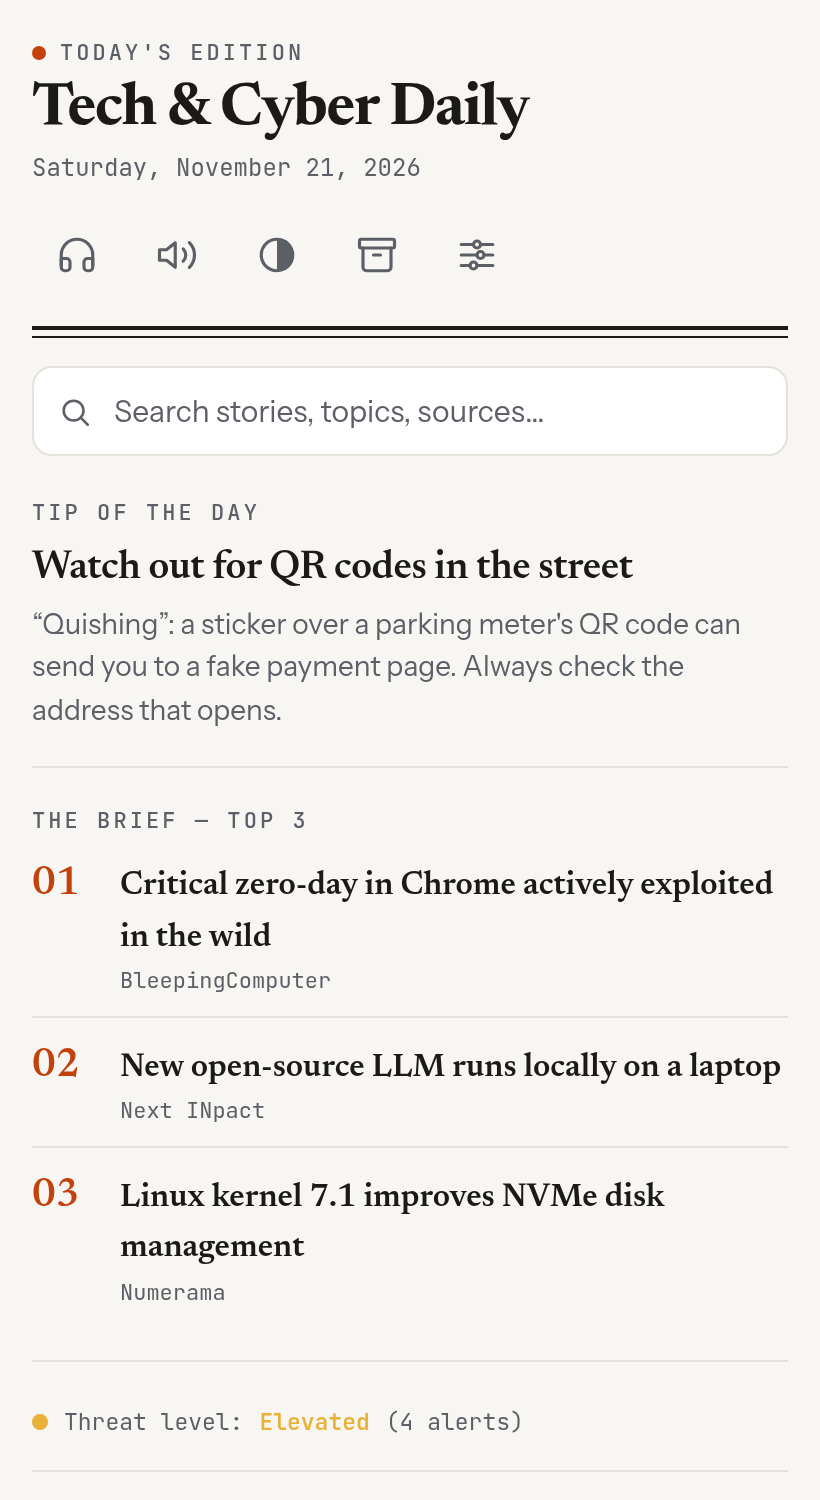 TODAY'S EDITION
Tech & Cyber Daily
Saturday, November 21, 2026
Search stories, topics, sources...
TIP OF THE DAY
Watch out for QR codes in the street
“Quishing”: a sticker over a parking meter's QR code can
send you to a fake payment page. Always check the
address that opens.
THE BRIEF — TOP 3
01 Critical zero-day in Chrome actively exploited
in the wild
BleepingComputer
02 New open-source LLM runs locally on a laptop
Next INpact
03 Linux kernel 7.1 improves NVMe disk
management
Numerama
Threat level: Elevated (4 alerts)